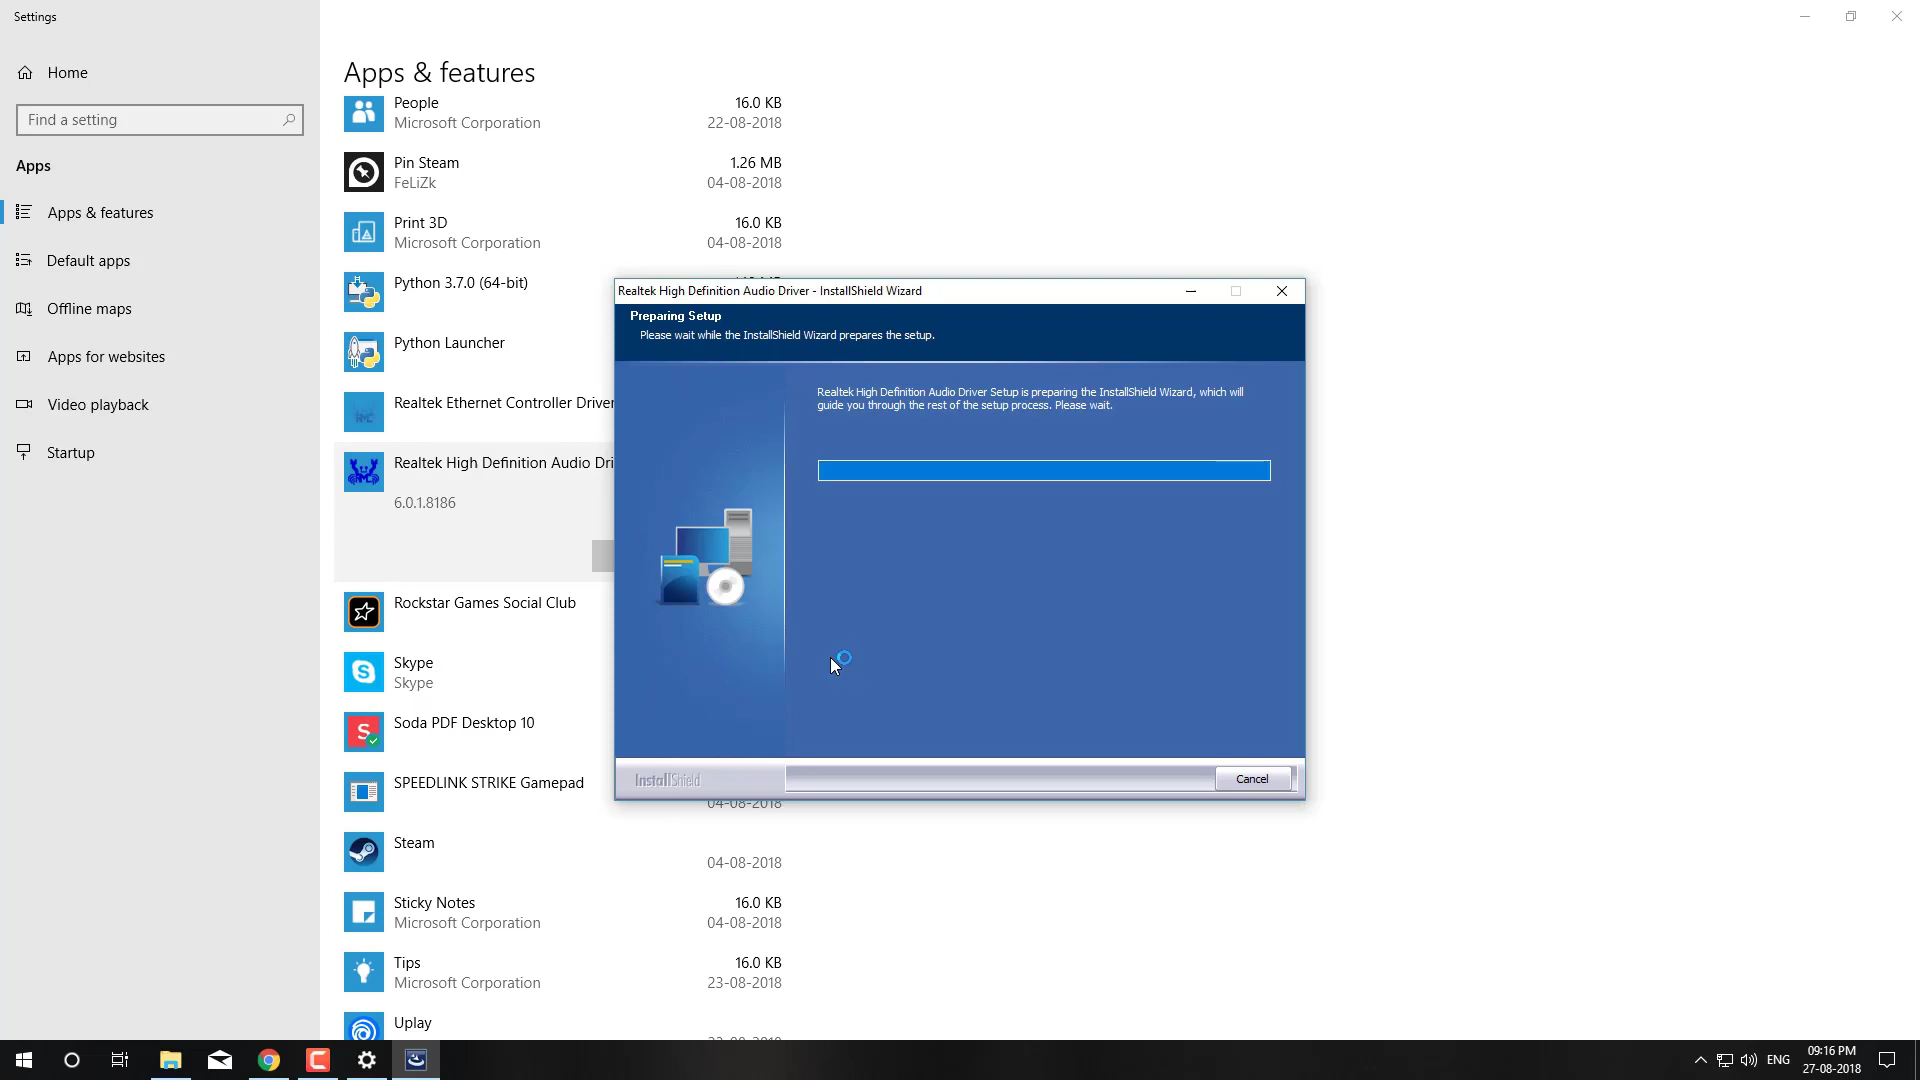 Settings
Home
Find a setting
Apps
Apps & features
Default apps
Offline maps
Apps for websites
Video playback
Startup
Apps & features
People 16.0 KB
Microsoft Corporation 22-08-2018
Pin Steam 1.26 MB
FeLiZk 04-08-2018
Print 3D 16.0 KB
Microsoft Corporation 04-08-2018
Python 3.7.0 (64-bit)
Python Launcher
Realtek Ethernet Controller Driver
Realtek High Definition Audio Dri
6.0.1.8186
Rockstar Games Social Club
Skype
Skype
Soda PDF Desktop 10
SPEEDLINK STRIKE Gamepad
04-08-2018
Steam
04-08-2018
Sticky Notes 16.0 KB
Microsoft Corporation 04-08-2018
Tips 16.0 KB
Microsoft Corporation 23-08-2018
Uplay
Realtek High Definition Audio Driver - InstallShield Wizard
Preparing Setup
Please wait while the InstallShield Wizard prepares the setup.
Realtek High Definition Audio Driver Setup is preparing the InstallShield Wizard, which will
guide you through the rest of the setup process. Please wait.
InstallShield
Cancel
ENG
09:16 PM
27-08-2018